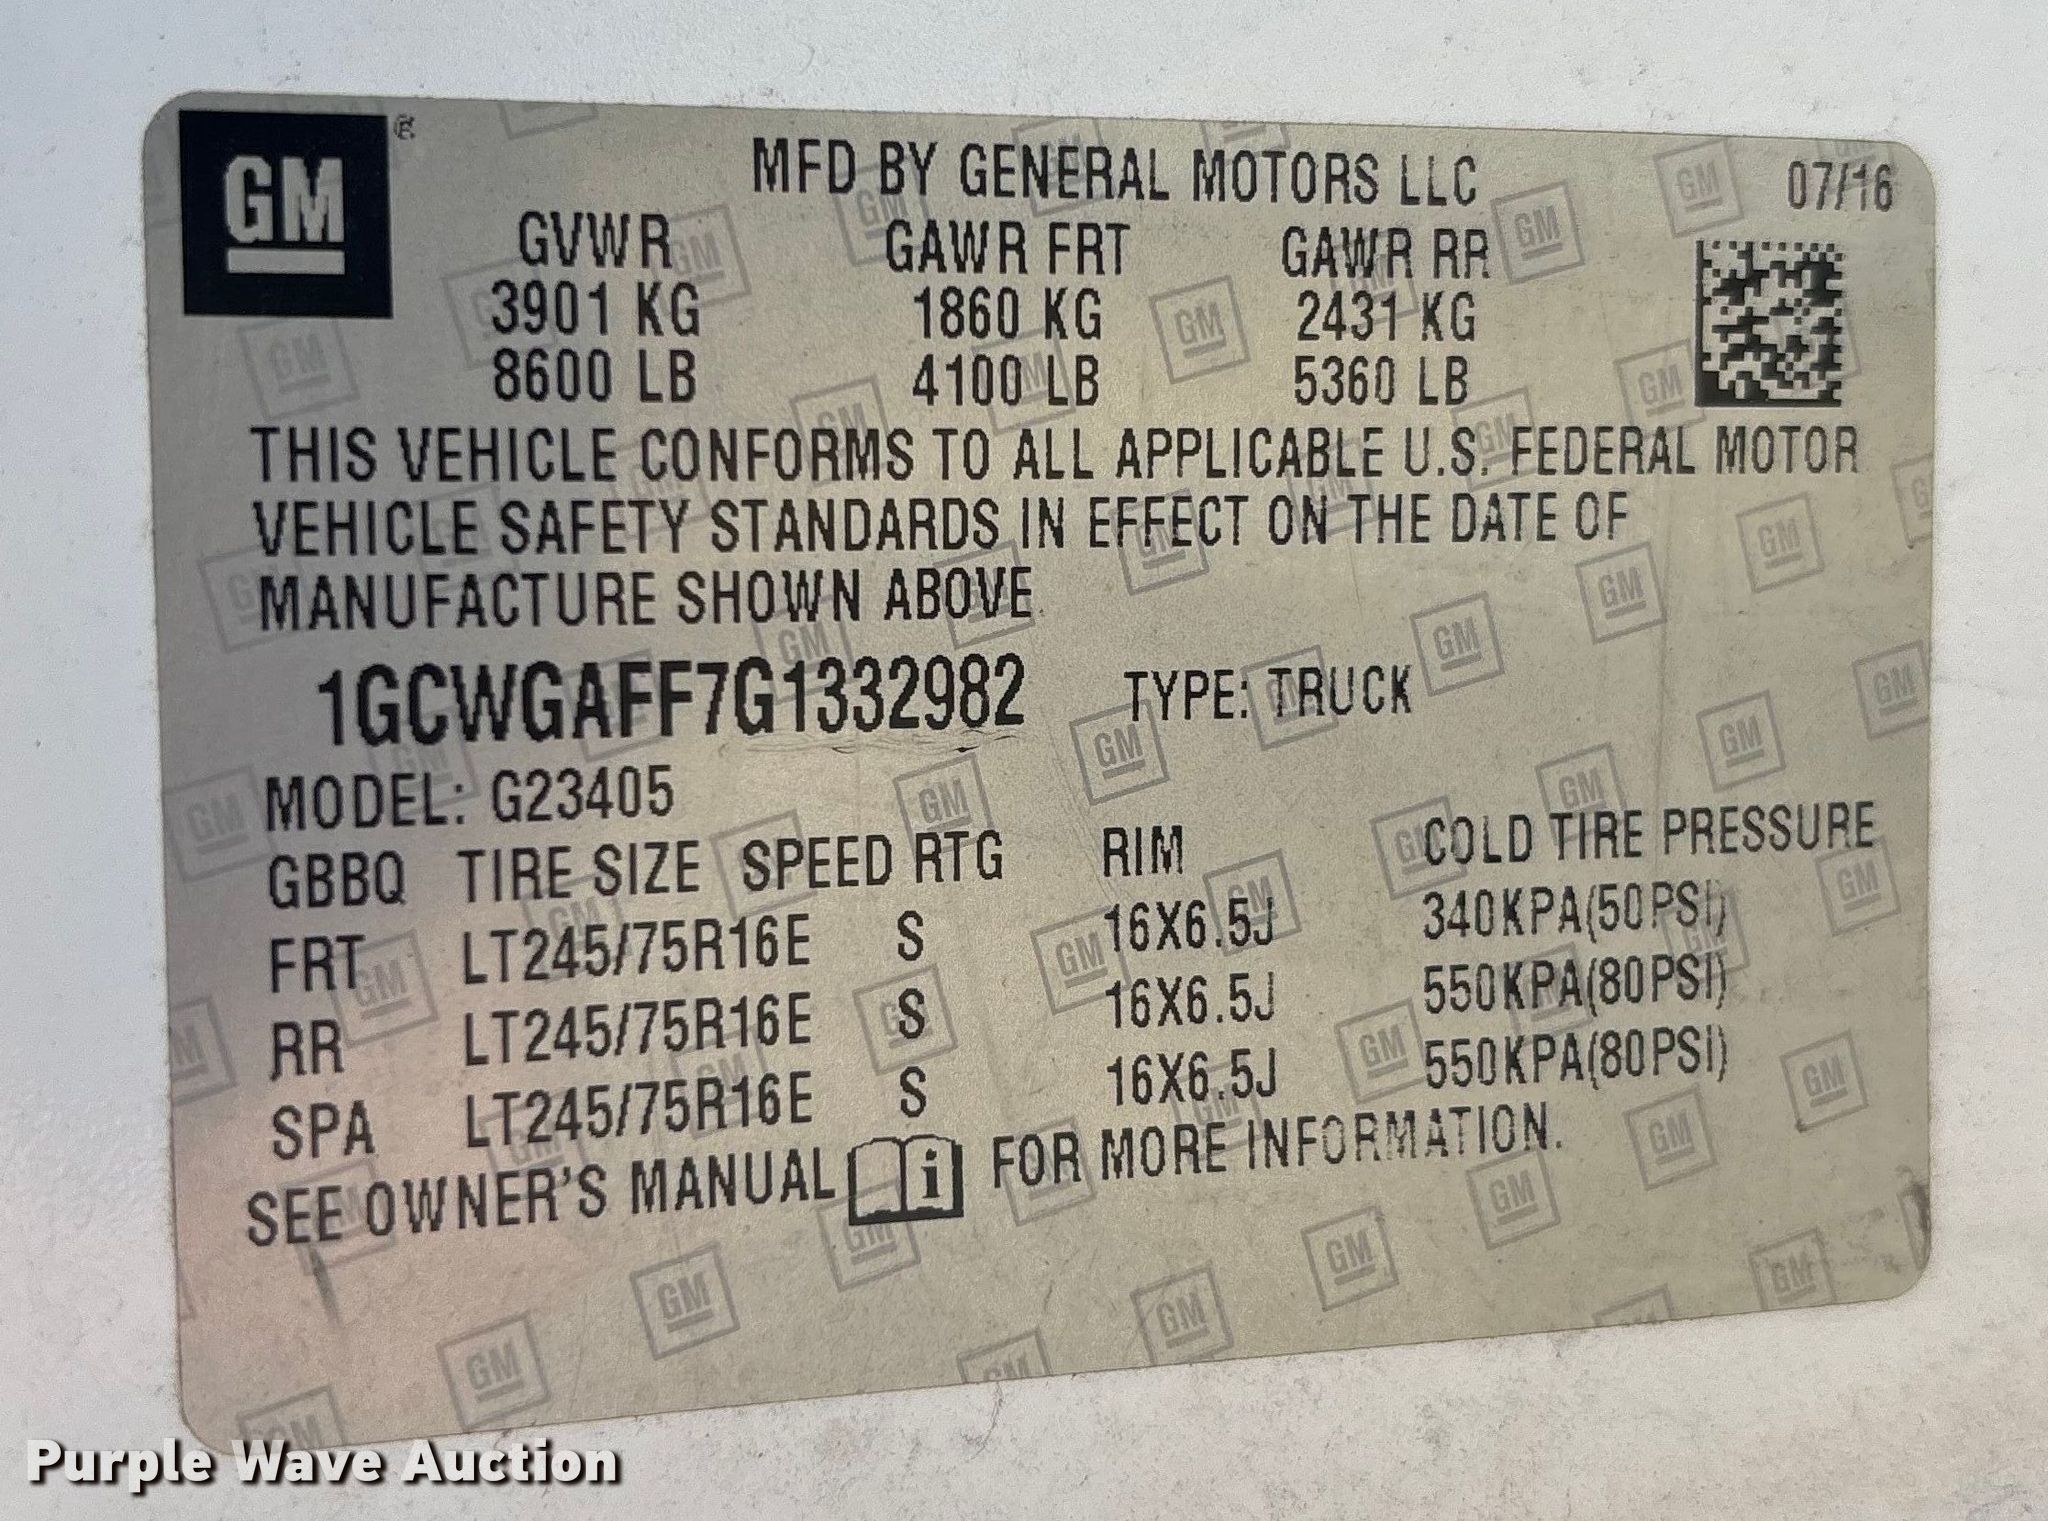 GM®
MFD BY GENERAL MOTORS LLC 07/16
GVWR GAWR FRT GAWR RR
3901 KG 1860 KG 2431 KG
8600 LB 4100 LB 5360 LB
THIS VEHICLE CONFORMS TO ALL APPLICABLE U.S. FEDERAL MOTOR
VEHICLE SAFETY STANDARDS IN EFFECT ON THE DATE OF
MANUFACTURE SHOWN ABOVE.
1GCWGAFF7G1332982 TYPE: TRUCK
MODEL: G23405
GBBQ TIRE SIZE SPEED RTG RIM COLD TIRE PRESSURE
FRT LT245/75R16E S 16X6.5J 340KPA(50PSI)
RR LT245/75R16E S 16X6.5J 550KPA(80PSI)
SPA LT245/75R16E S 16X6.5J 550KPA(80PSI)
SEE OWNER'S MANUAL i FOR MORE INFORMATION.
Purple Wave Auction